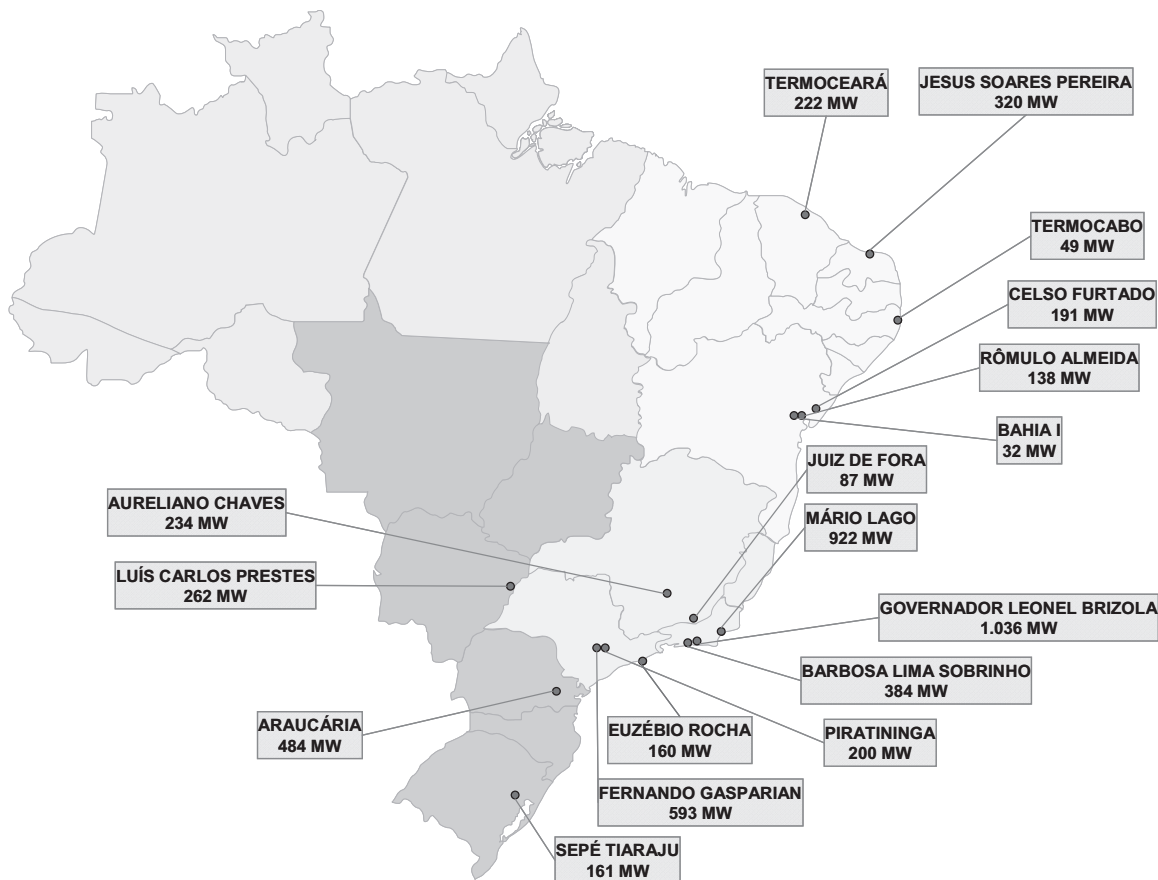 TERMOCEARÁ
222 MW
JESUS SOARES PEREIRA
320 MW
TERMOCABO
49 MW
CELSO FURTADO
191 MW
RÔMULO ALMEIDA
138 MW
BAHIA I
32 MW
JUIZ DE FORA
87 MW
AURELIANO CHAVES
234 MW
MÁRIO LAGO
922 MW
LUÍS CARLOS PRESTES
262 MW
GOVERNADOR LEONEL BRIZOLA
1.036 MW
BARBOSA LIMA SOBRINHO
384 MW
ARAUCÁRIA
484 MW
EUZÉBIO ROCHA
160 MW
PIRATININGA
200 MW
FERNANDO GASPARIAN
593 MW
SEPÉ TIARAJU
161 MW